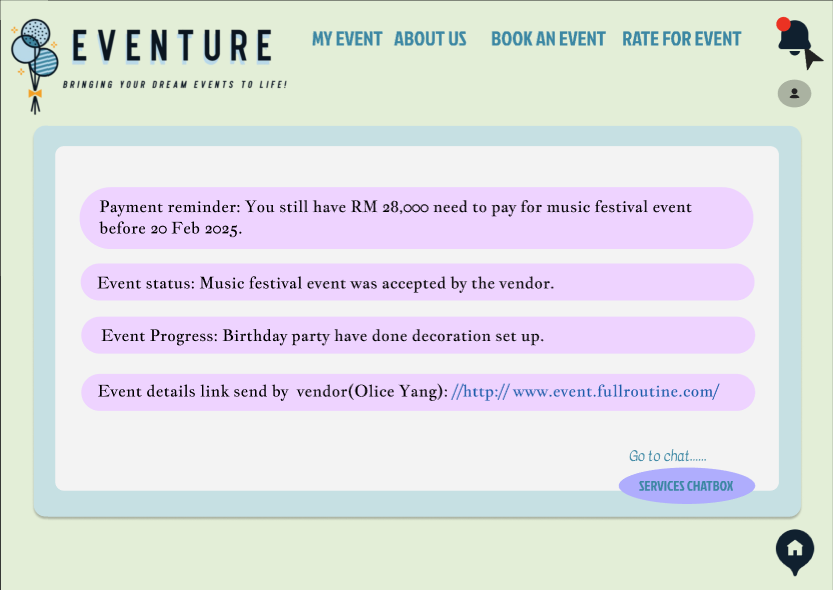 EVENTURE
BRINGING YOUR DREAM EVENTS TO LIFE!
MY EVENT ABOUT US BOOK AN EVENT RATE FOR EVENT
Payment reminder: You still have RM 28,000 need to pay for music festival event
before 20 Feb 2025.
Event status: Music festival event was accepted by the vendor.
Event Progress: Birthday party have done decoration set up.
Event details link send by vendor(Olice Yang): //http:// www.event.fullroutine.com/
Go to chat......
SERVICES CHATBOX